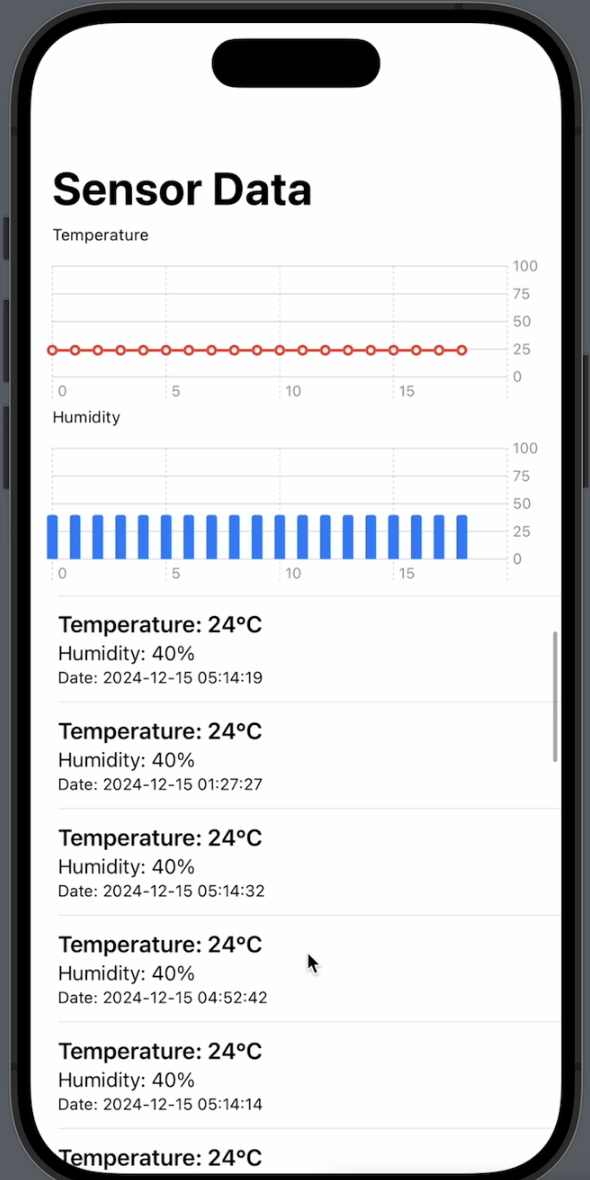 Sensor Data
Temperature
100
75
50
25
0
0 5 10 15
Humidity
100
75
50
25
0
0 5 10 15
Temperature: 24°C
Humidity: 40%
Date: 2024-12-15 05:14:19
Temperature: 24°C
Humidity: 40%
Date: 2024-12-15 01:27:27
Temperature: 24°C
Humidity: 40%
Date: 2024-12-15 05:14:32
Temperature: 24°C
Humidity: 40%
Date: 2024-12-15 04:52:42
Temperature: 24°C
Humidity: 40%
Date: 2024-12-15 05:14:14
Temperature: 24°C